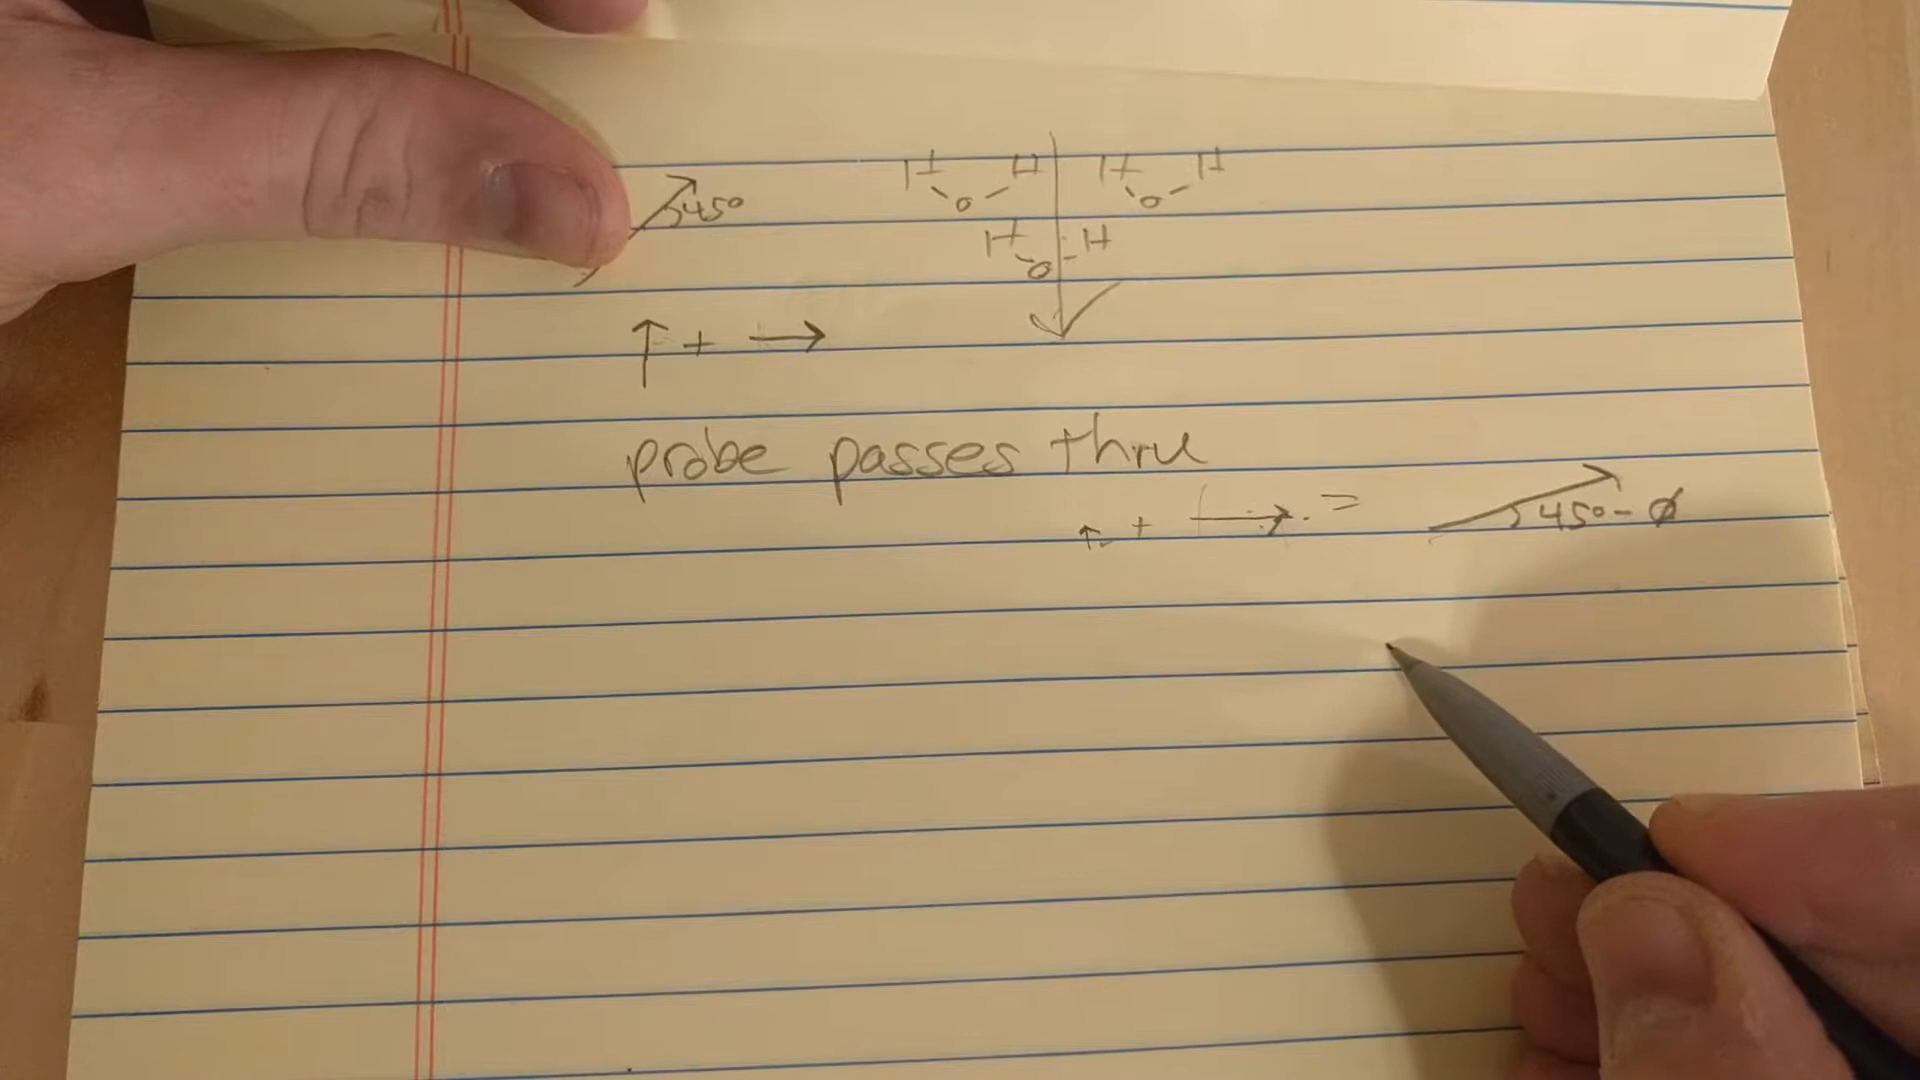 45°
H H H H
O O
H H
O
↑ + →
probe passes thru
↑ + → = 45° - ϕ